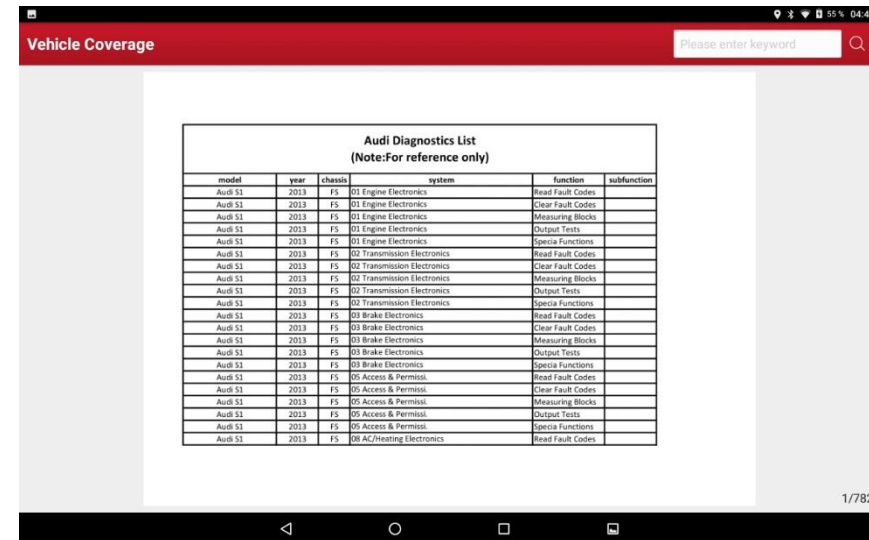 55 % 04:4
Vehicle Coverage
Please enter keyword
Audi Diagnostics List
(Note:For reference only)
model year chassis system function subfunction
Audi S1 2013 FS 01 Engine Electronics Read Fault Codes
Audi S1 2013 FS 01 Engine Electronics Clear Fault Codes
Audi S1 2013 FS 01 Engine Electronics Measuring Blocks
Audi S1 2013 FS 01 Engine Electronics Output Tests
Audi S1 2013 FS 01 Engine Electronics Specia Functions
Audi S1 2013 FS 02 Transmission Electronics Read Fault Codes
Audi S1 2013 FS 02 Transmission Electronics Clear Fault Codes
Audi S1 2013 FS 02 Transmission Electronics Measuring Blocks
Audi S1 2013 FS 02 Transmission Electronics Output Tests
Audi S1 2013 FS 02 Transmission Electronics Specia Functions
Audi S1 2013 FS 03 Brake Electronics Read Fault Codes
Audi S1 2013 FS 03 Brake Electronics Clear Fault Codes
Audi S1 2013 FS 03 Brake Electronics Measuring Blocks
Audi S1 2013 FS 03 Brake Electronics Output Tests
Audi S1 2013 FS 03 Brake Electronics Specia Functions
Audi S1 2013 FS 05 Access & Permissi. Read Fault Codes
Audi S1 2013 FS 05 Access & Permissi. Clear Fault Codes
Audi S1 2013 FS 05 Access & Permissi. Measuring Blocks
Audi S1 2013 FS 05 Access & Permissi. Output Tests
Audi S1 2013 FS 05 Access & Permissi. Specia Functions
Audi S1 2013 FS 08 AC/Heating Electronics Read Fault Codes